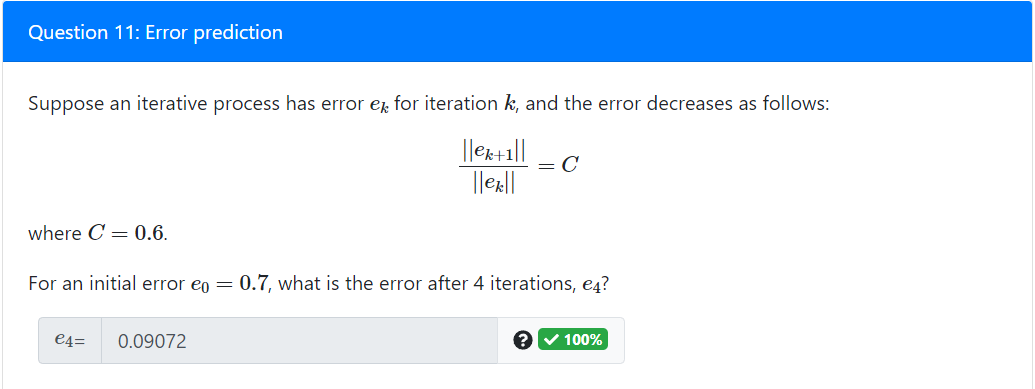 Question 11: Error prediction
Suppose an iterative process has error e_k for iteration k, and the error decreases as follows:
||e_{k+1}|| / ||e_k|| = C
where C = 0.6.
For an initial error e_0 = 0.7, what is the error after 4 iterations, e_4?
e_4= 0.09072 ? ✓ 100%